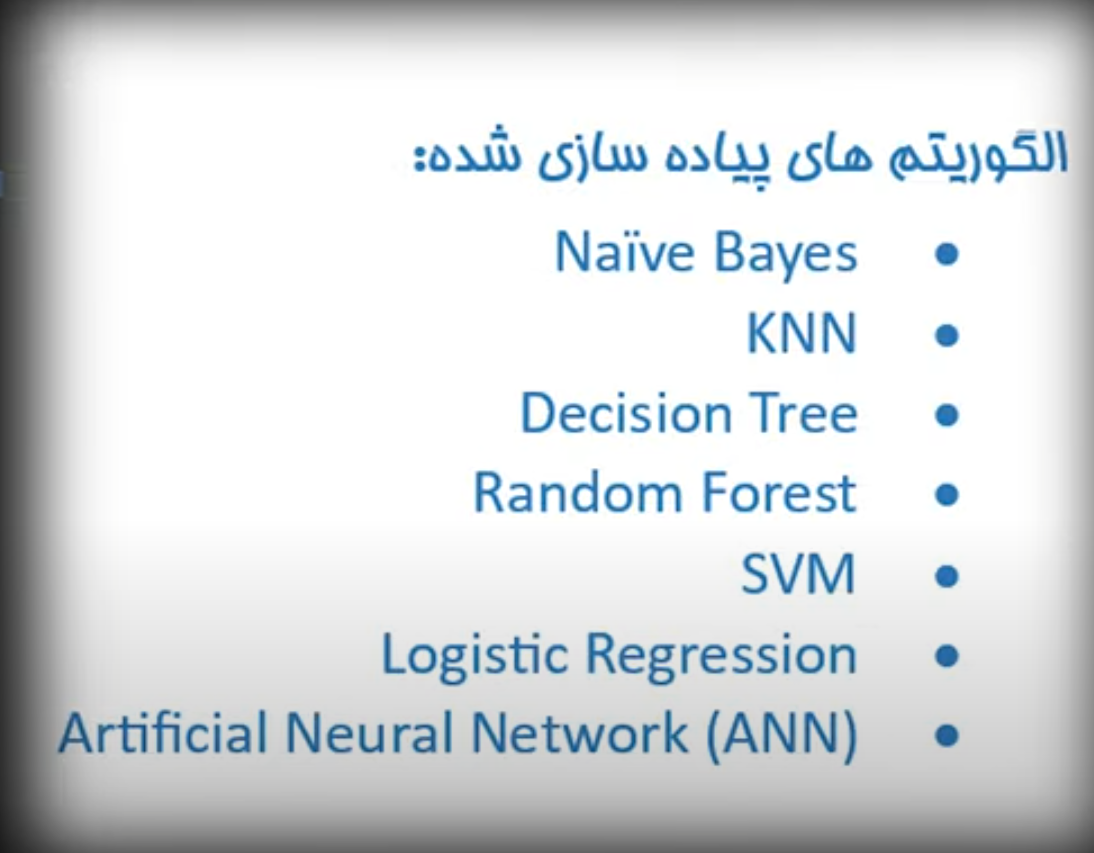 الگوریتم های پیاده سازی شده:
• Naïve Bayes
• KNN
• Decision Tree
• Random Forest
• SVM
• Logistic Regression
• Artificial Neural Network (ANN)